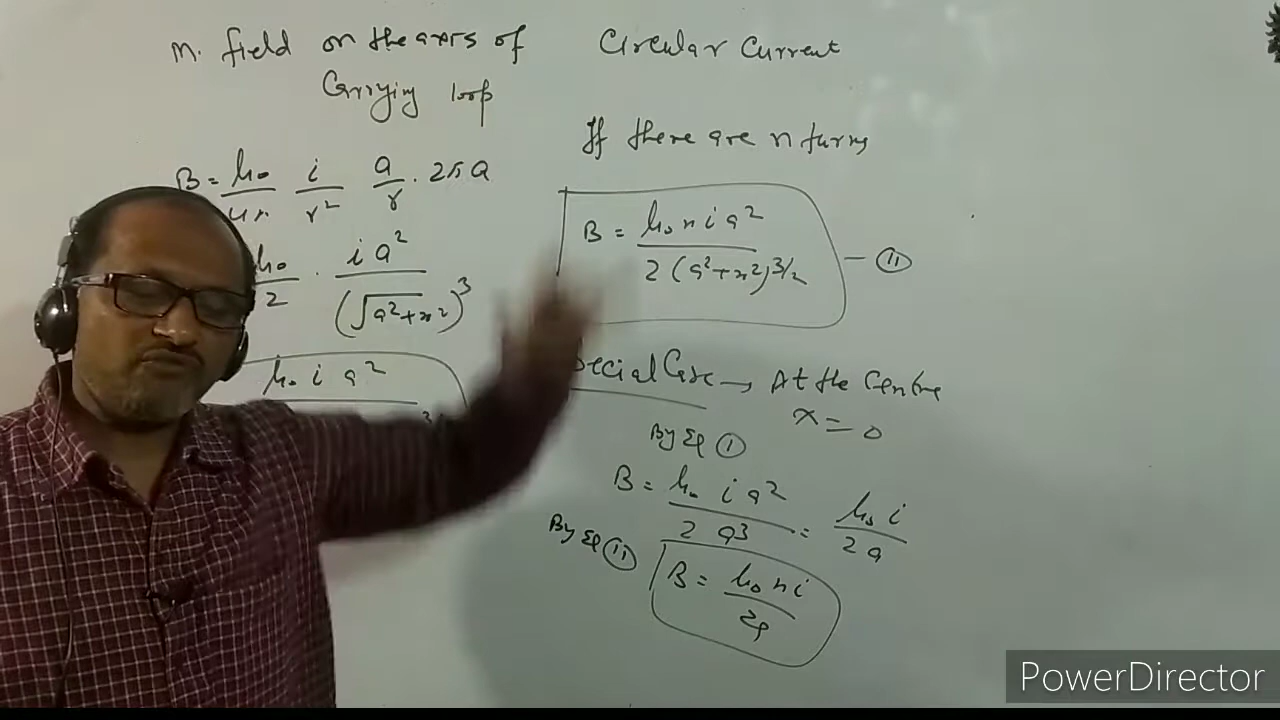 M. field on the axis of Circular Current
Carrying loop
B = μ₀/4π i/r² a/r . 2πa
μ₀/2 . i a²/(√a²+x²)³
μ₀ i a²
If there are n turns
B = μ₀ n i a²/2 (a²+x²)3/2 — (11)
Special Case → At the Centre
x = 0
By Eq (1)
B = μ₀ i a²/2 a³ = μ₀ i/2a
By Eq (11) B = μ₀ n i/2a
PowerDirector